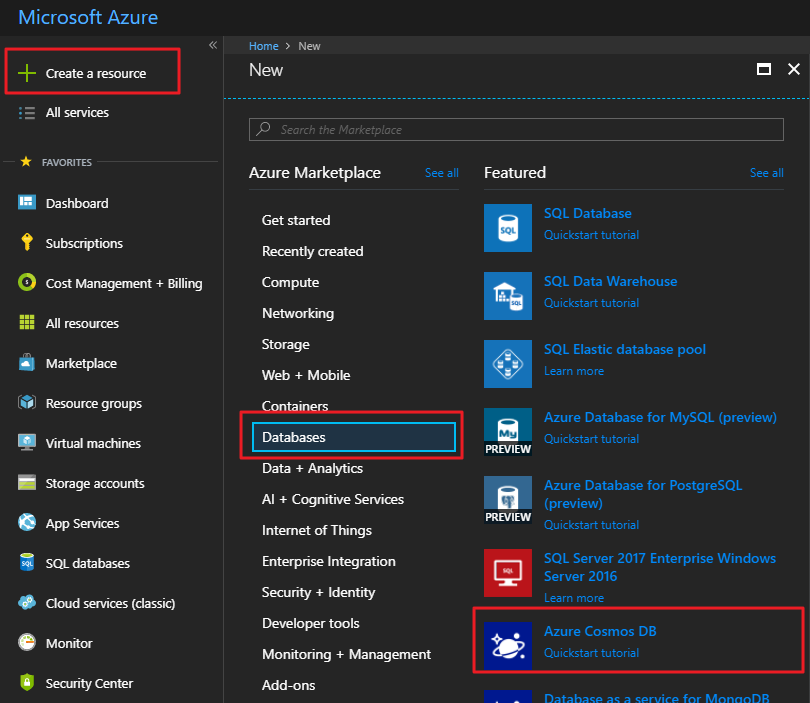 Microsoft Azure
Create a resource
All services
FAVORITES
Dashboard
Subscriptions
Cost Management + Billing
All resources
Marketplace
Resource groups
Virtual machines
Storage accounts
App Services
SQL databases
Cloud services (classic)
Monitor
Security Center
Home > New
New
Search the Marketplace
Azure Marketplace
See all
Get started
Recently created
Compute
Networking
Storage
Web + Mobile
Containers
Databases
Data + Analytics
AI + Cognitive Services
Internet of Things
Enterprise Integration
Security + Identity
Developer tools
Monitoring + Management
Add-ons
Featured
See all
SQL
SQL Database
Quickstart tutorial
SQL
SQL Data Warehouse
Quickstart tutorial
SQL Elastic database pool
Learn more
My
PREVIEW
Azure Database for MySQL (preview)
Quickstart tutorial
PREVIEW
Azure Database for PostgreSQL
(preview)
Quickstart tutorial
SQL
SQL Server 2017 Enterprise Windows
Server 2016
Learn more
Azure Cosmos DB
Quickstart tutorial
Database as a service for MongoDB